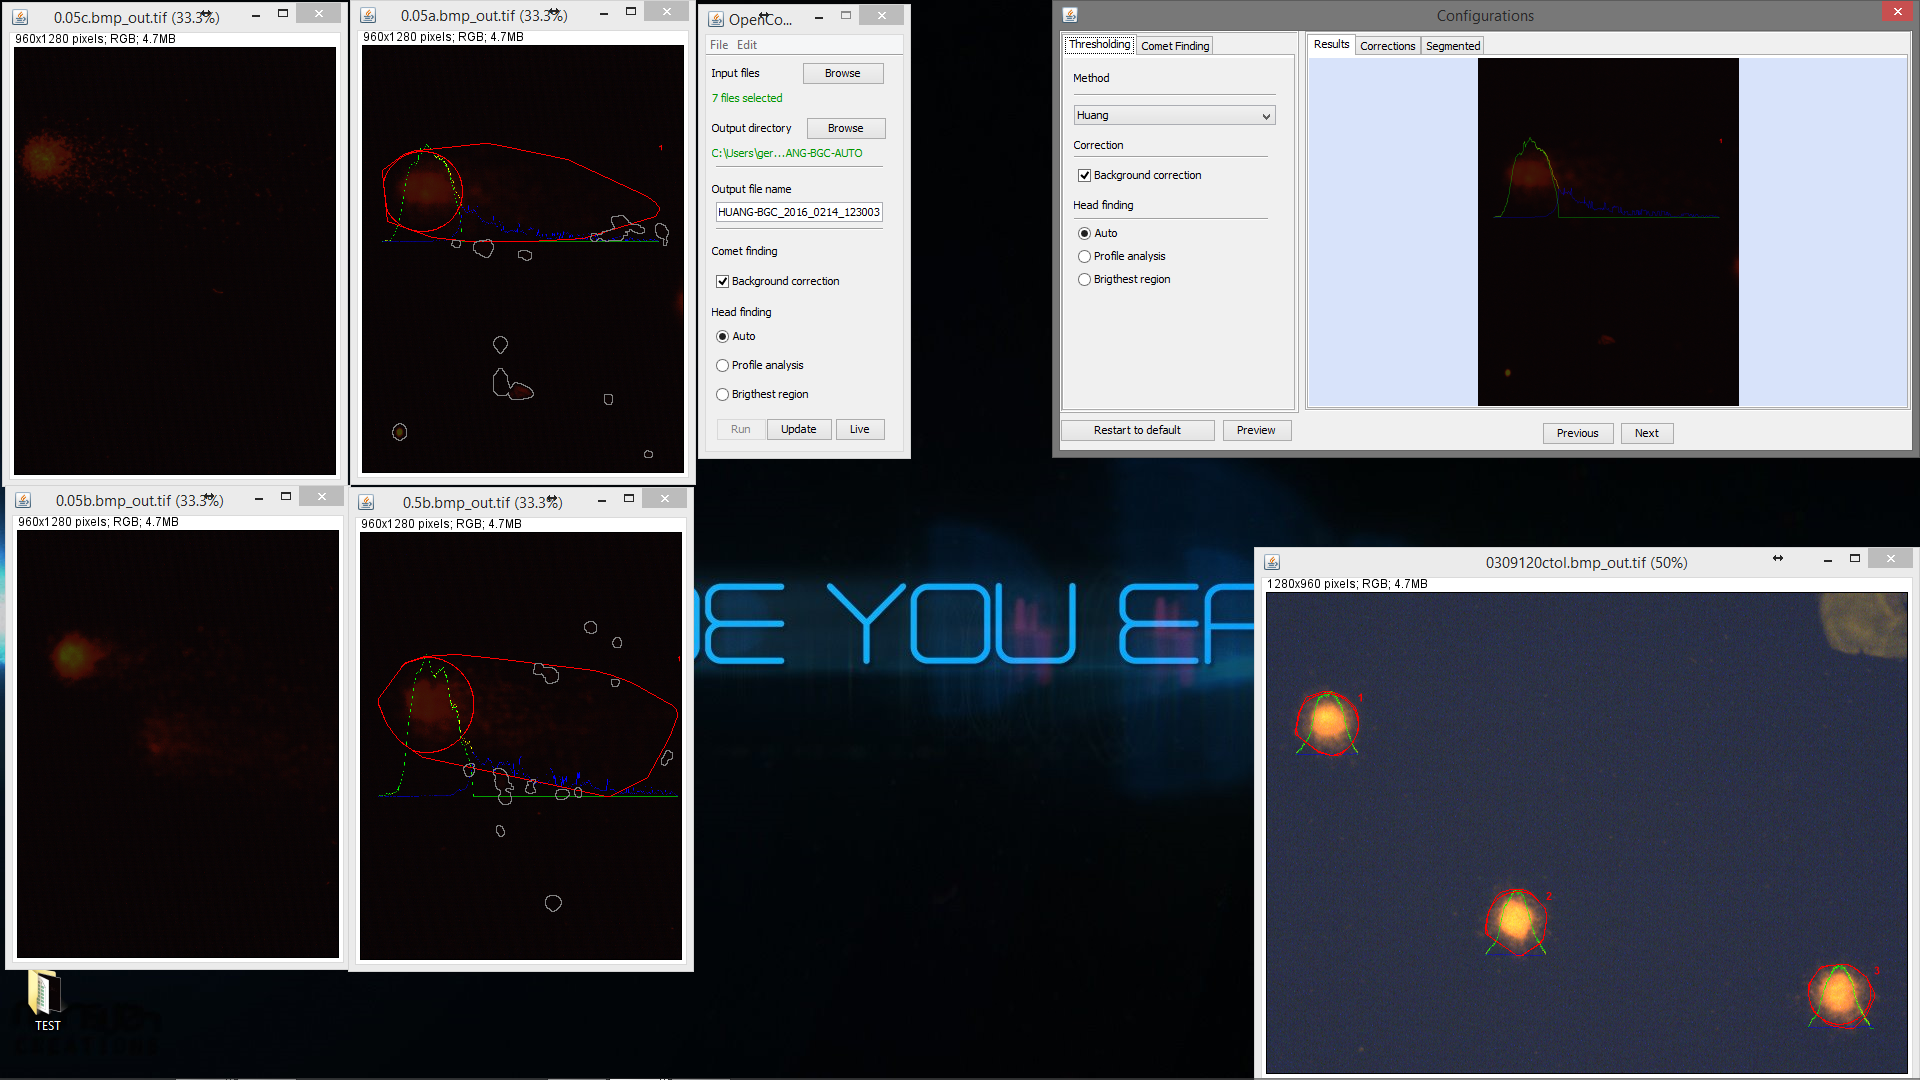 0.05c.bmp_out.tif (33.3%)
960x1280 pixels; RGB; 4.7MB
0.05a.bmp_out.tif (33.3%)
960x1280 pixels; RGB; 4.7MB
1
OpenCo...
File Edit
Input files Browse
7 files selected
Output directory Browse
C:\Users\ger...ANG-BGC-AUTO
Output file name
HUANG-BGC_2016_0214_123003
Comet finding
Background correction
Head finding
Auto
Profile analysis
Brigthest region
Run Update Live
Configurations
Thresholding Comet Finding
Method
Huang
Correction
Background correction
Head finding
Auto
Profile analysis
Brigthest region
Restart to default Preview
Results Corrections Segmented
1
Previous Next
0.05b.bmp_out.tif (33.3%)
960x1280 pixels; RGB; 4.7MB
0.5b.bmp_out.tif (33.3%)
960x1280 pixels; RGB; 4.7MB
YOU
0309120ctol.bmp_out.tif (50%)
1280x960 pixels; RGB; 4.7MB
1
2
3
TEST
CREATIONS